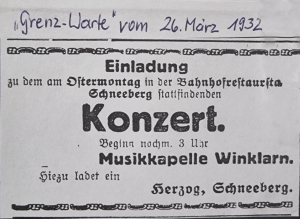 „Grenz-Warte" vom 26. März 1932
Einladung
zu dem am Ostermontag in der Bahnhofrestaurata
Schneeberg stattfindenden
Konzert.
Beginn nachm. 3 Uhr
Musikkapelle Winklarn.
Hiezu ladet ein
Herzog, Schneeberg.